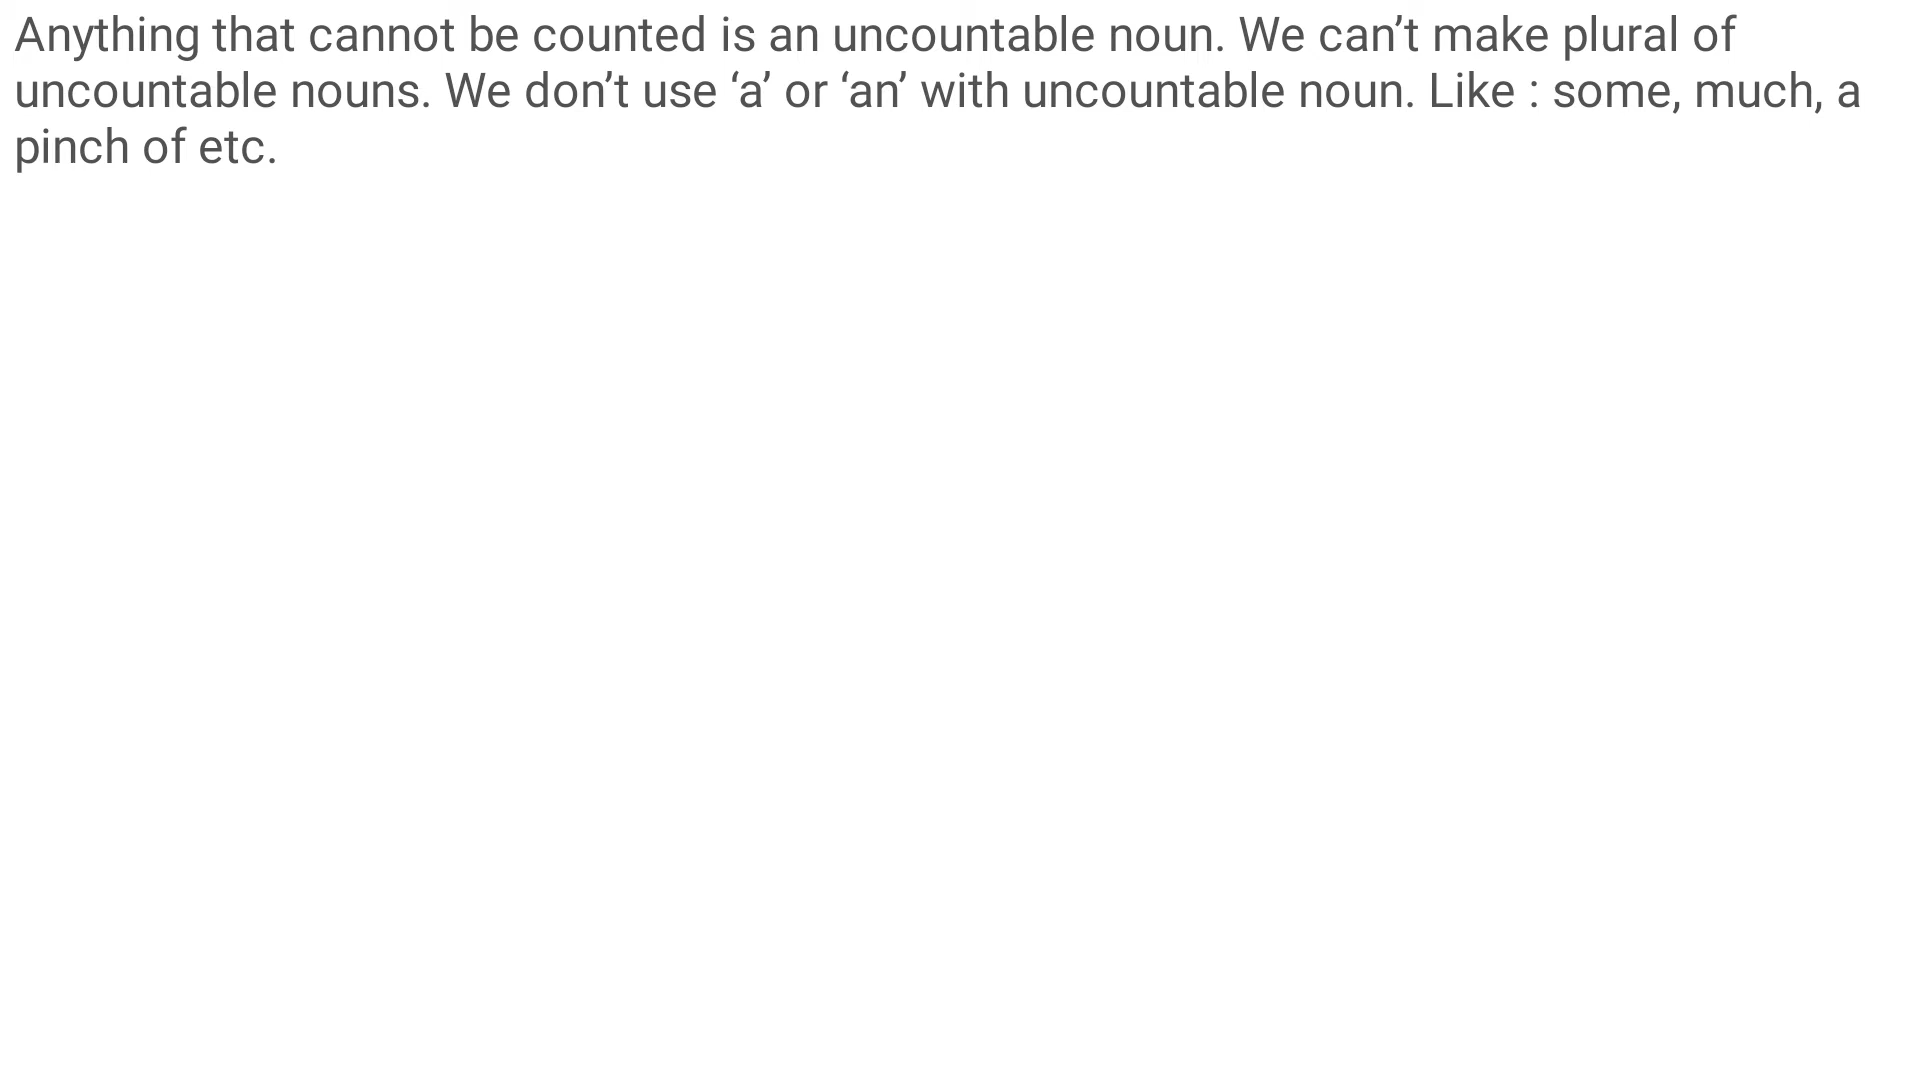 Anything that cannot be counted is an uncountable noun. We can’t make plural of
uncountable nouns. We don’t use ‘a’ or ‘an’ with uncountable noun. Like : some, much, a
pinch of etc.